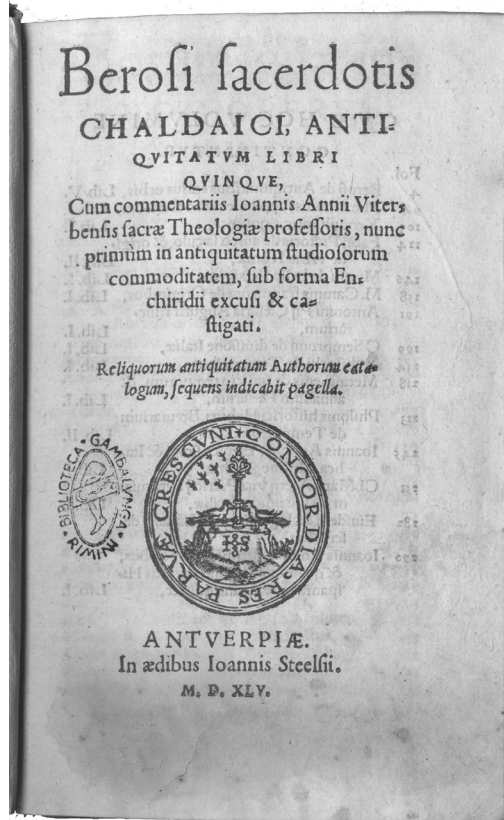 Berosi sacerdotis
CHALDAICI, ANTI=
QVITATVM LIBRI
QVINQVE,
Cum commentariis Ioannis Annii Viter=
bensis sacræ Theologiæ professoris, nunc
primùm in antiquitatum studiosorum
commoditatem, sub forma En=
chiridii excusi & ca=
stigati.
Reliquorum antiquitatum Authorum cata=
logum, sequens indicabit pagella.
CONCORDIA. RES PARVÆ CRESCVNT
BIBLIOTECA GAMBALUNGA
RIMINI
ANTVERPIÆ.
In ædibus Ioannis Steelsii.
M. D. XLV.